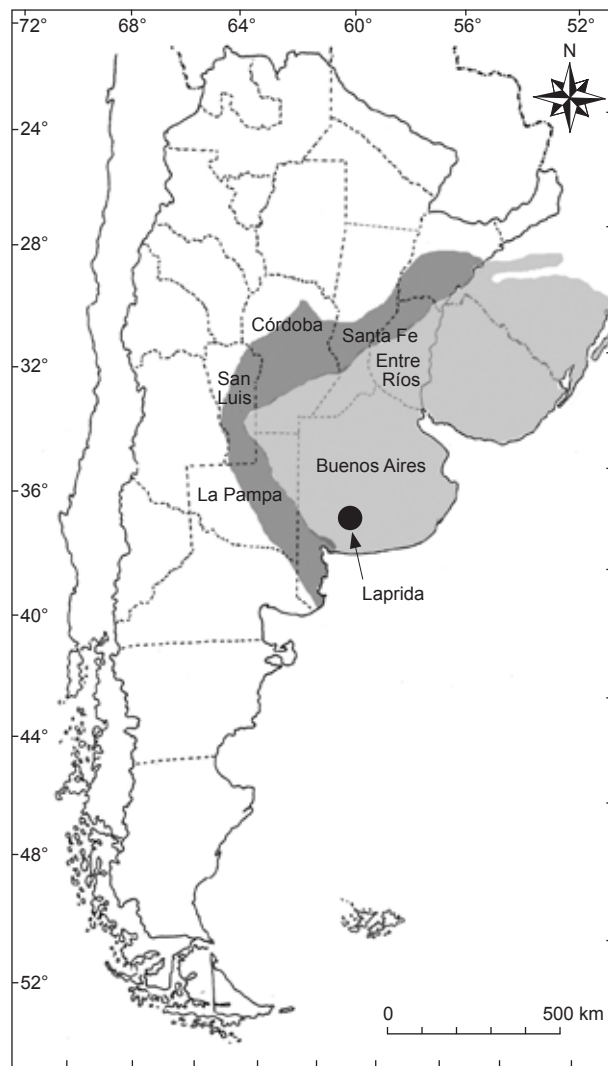 72° 68° 64° 60° 56° 52°
N
24°
28°
Córdoba
Santa Fe
32°
Entre
Ríos
San
Luis
Buenos Aires
La Pampa
36°
Laprida
40°
44°
48°
52°
0 500 km